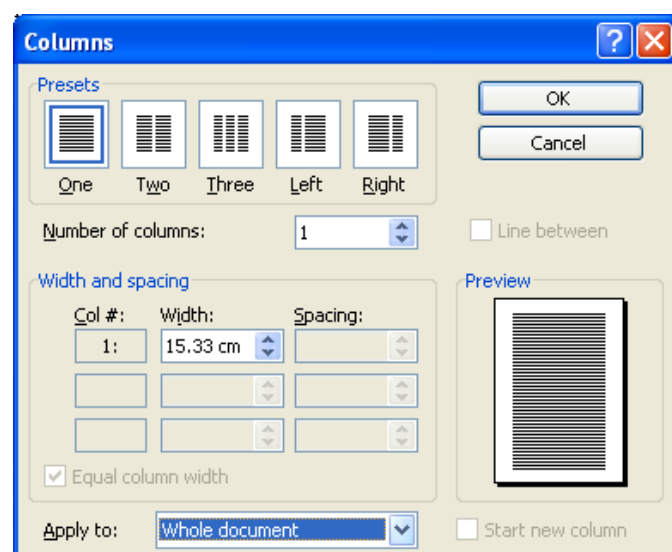 Columns
Presets
One Two Three Left Right
OK
Cancel
Number of columns: 1
Line between
Width and spacing
Col #: Width: Spacing:
1: 15.33 cm
Equal column width
Preview
Apply to: Whole document
Start new column